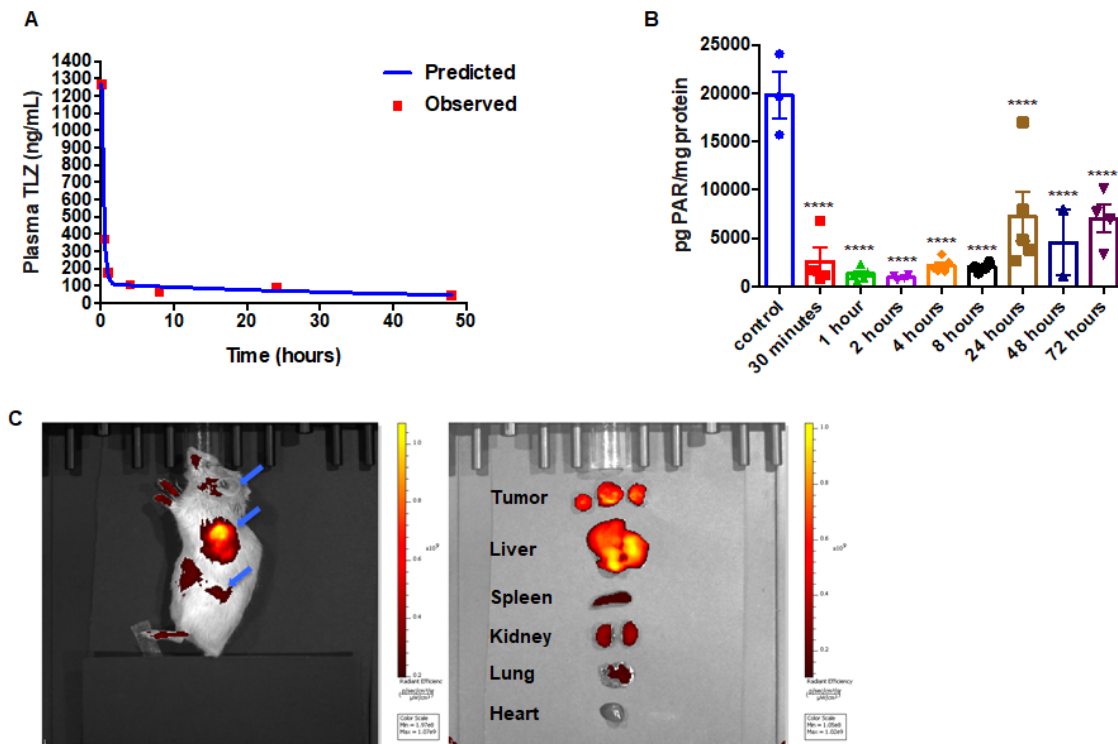 A
Plasma TLZ (ng/mL)
1400
1300
1200
1100
1000
900
800
700
600
500
400
300
200
100
0
0
10
20
30
40
50
Time (hours)
Predicted
Observed
B
pg PAR/mg protein
25000
20000
15000
10000
5000
0
****
****
****
****
****
****
****
****
control
30 minutes
1 hour
2 hours
4 hours
8 hours
24 hours
48 hours
72 hours
C
1.0
0.8
x10⁹
0.6
0.4
0.2
Radiant Efficiency
Color Scale
Min = 1.97e8
Max = 1.07e9
Tumor
Liver
Spleen
Kidney
Lung
Heart
1.0
0.8
x10⁹
0.6
0.4
0.2
Radiant Efficiency
Color Scale
Min = 1.05e8
Max = 1.02e9